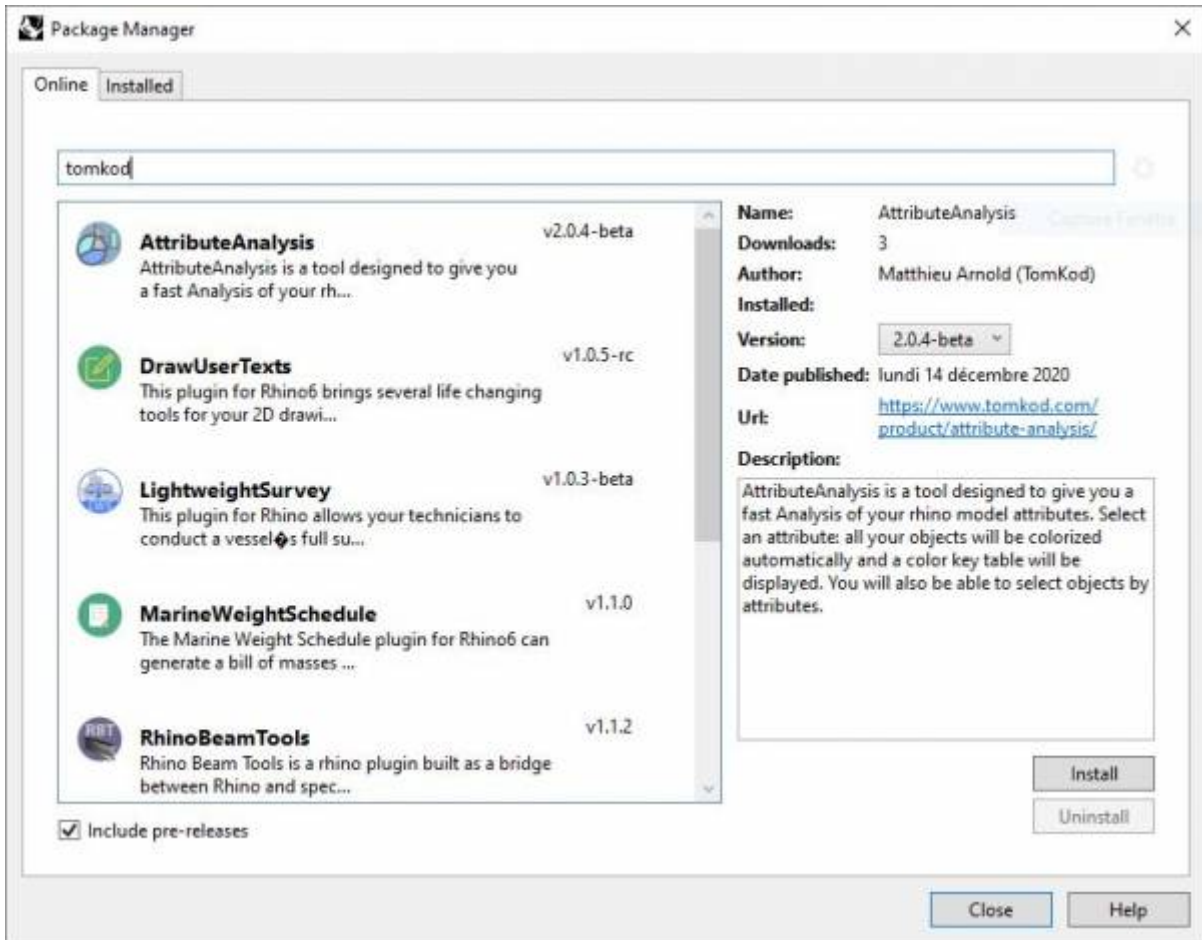 Package Manager
Online Installed
tomkod
AttributeAnalysis v2.0.4-beta
AttributeAnalysis is a tool designed to give you
a fast Analysis of your rh...
DrawUserTexts v1.0.5-rc
This plugin for Rhino6 brings several life changing
tools for your 2D drawi...
LightweightSurvey v1.0.3-beta
This plugin for Rhino allows your technicians to
conduct a vessel�s full su...
MarineWeightSchedule v1.1.0
The Marine Weight Schedule plugin for Rhino6 can
generate a bill of masses ...
RBT
RhinoBeamTools v1.1.2
Rhino Beam Tools is a rhino plugin built as a bridge
between Rhino and spec...
Include pre-releases
Name: AttributeAnalysis
Downloads: 3
Author: Matthieu Arnold (TomKod)
Installed:
Version: 2.0.4-beta
Date published: lundi 14 décembre 2020
Url: https://www.tomkod.com/
product/attribute-analysis/
Description:
AttributeAnalysis is a tool designed to give you a
fast Analysis of your rhino model attributes. Select
an attribute: all your objects will be colorized
automatically and a color key table will be
displayed. You will also be able to select objects by
attributes.
Install
Uninstall
Close Help